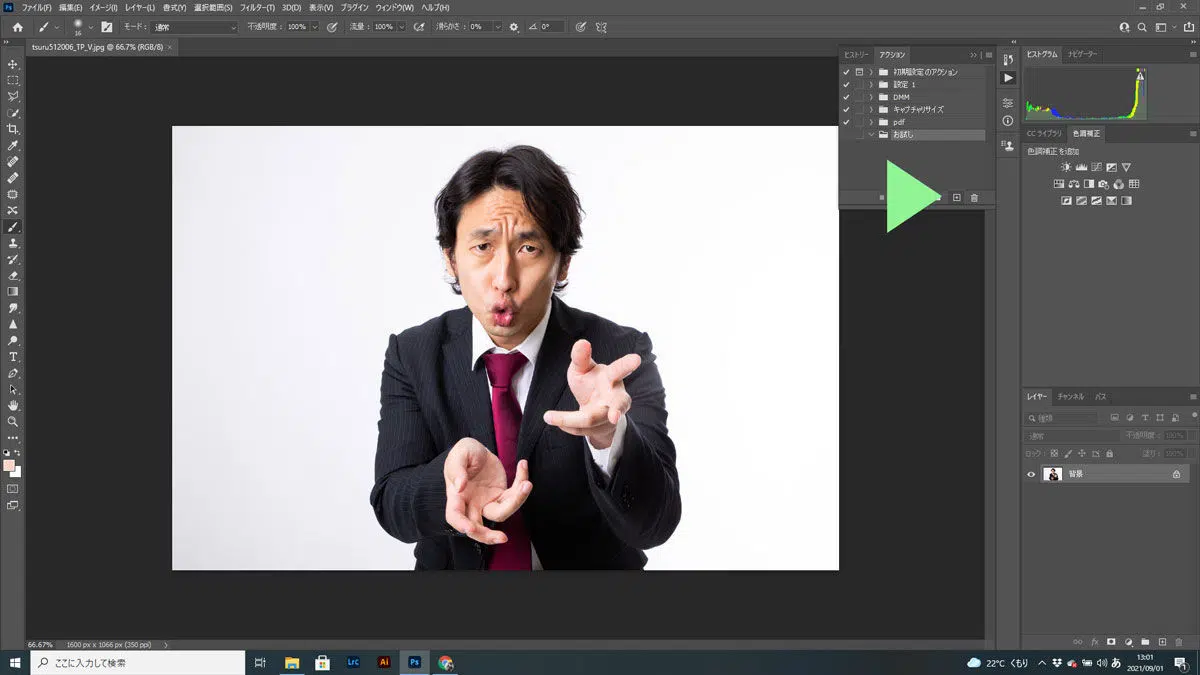 Ps ファイル(F) 編集(E) イメージ(I) レイヤー(L) 書式(Y) 選択範囲(S) フィルター(T) 3D(D) 表示(V) プラグイン ウィンドウ(W) ヘルプ(H)
16 モード： 通常 不透明度： 100% 流量： 100% 滑らかさ： 0% 0°
tsuru512006_TP_V.jpg @ 66.7% (RGB/8) ×
ヒストリー アクション
初期設定のアクション
設定 1
DMM
キャプチャリサイズ
pdf
お試し
ヒストグラム ナビゲーター
CC ライブラリ 色調補正
色調補正を追加
レイヤー チャンネル パス
種類
通常 不透明度： 100%
ロック： 塗り： 100%
背景
fx
66.67% 1600 px x 1066 px (350 ppi)
ここに入力して検索
Lrc Ai Ps
22°C くもり
あ
13:01
2021/09/01
1